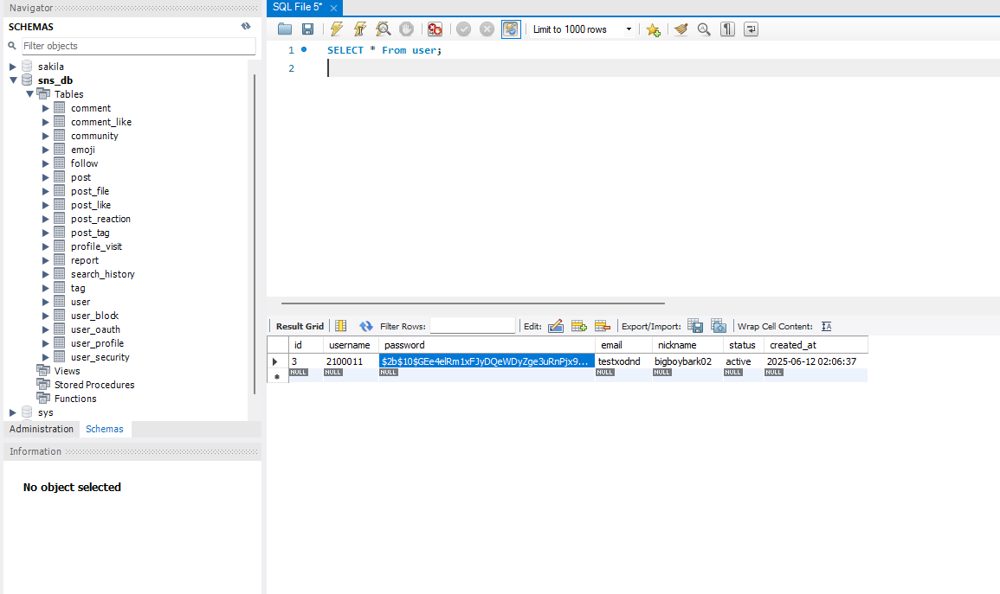 Navigator
SCHEMAS
Filter objects
sakila
sns_db
Tables
comment
comment_like
community
emoji
follow
post
post_file
post_like
post_reaction
post_tag
profile_visit
report
search_history
tag
user
user_block
user_oauth
user_profile
user_security
Views
Stored Procedures
Functions
sys
Administration Schemas
Information
No object selected
SQL File 5*
Limit to 1000 rows
1 SELECT * From user;
2
Result Grid Filter Rows: Edit: Export/Import: Wrap Cell Content:
id username password email nickname status created_at
3 2100011 $2b$10$GEe4elRm1xFJyDQeWDyZge3uRnPjx9... testxodnd bigboybark02 active 2025-06-12 02:06:37
NULL NULL NULL NULL NULL NULL NULL